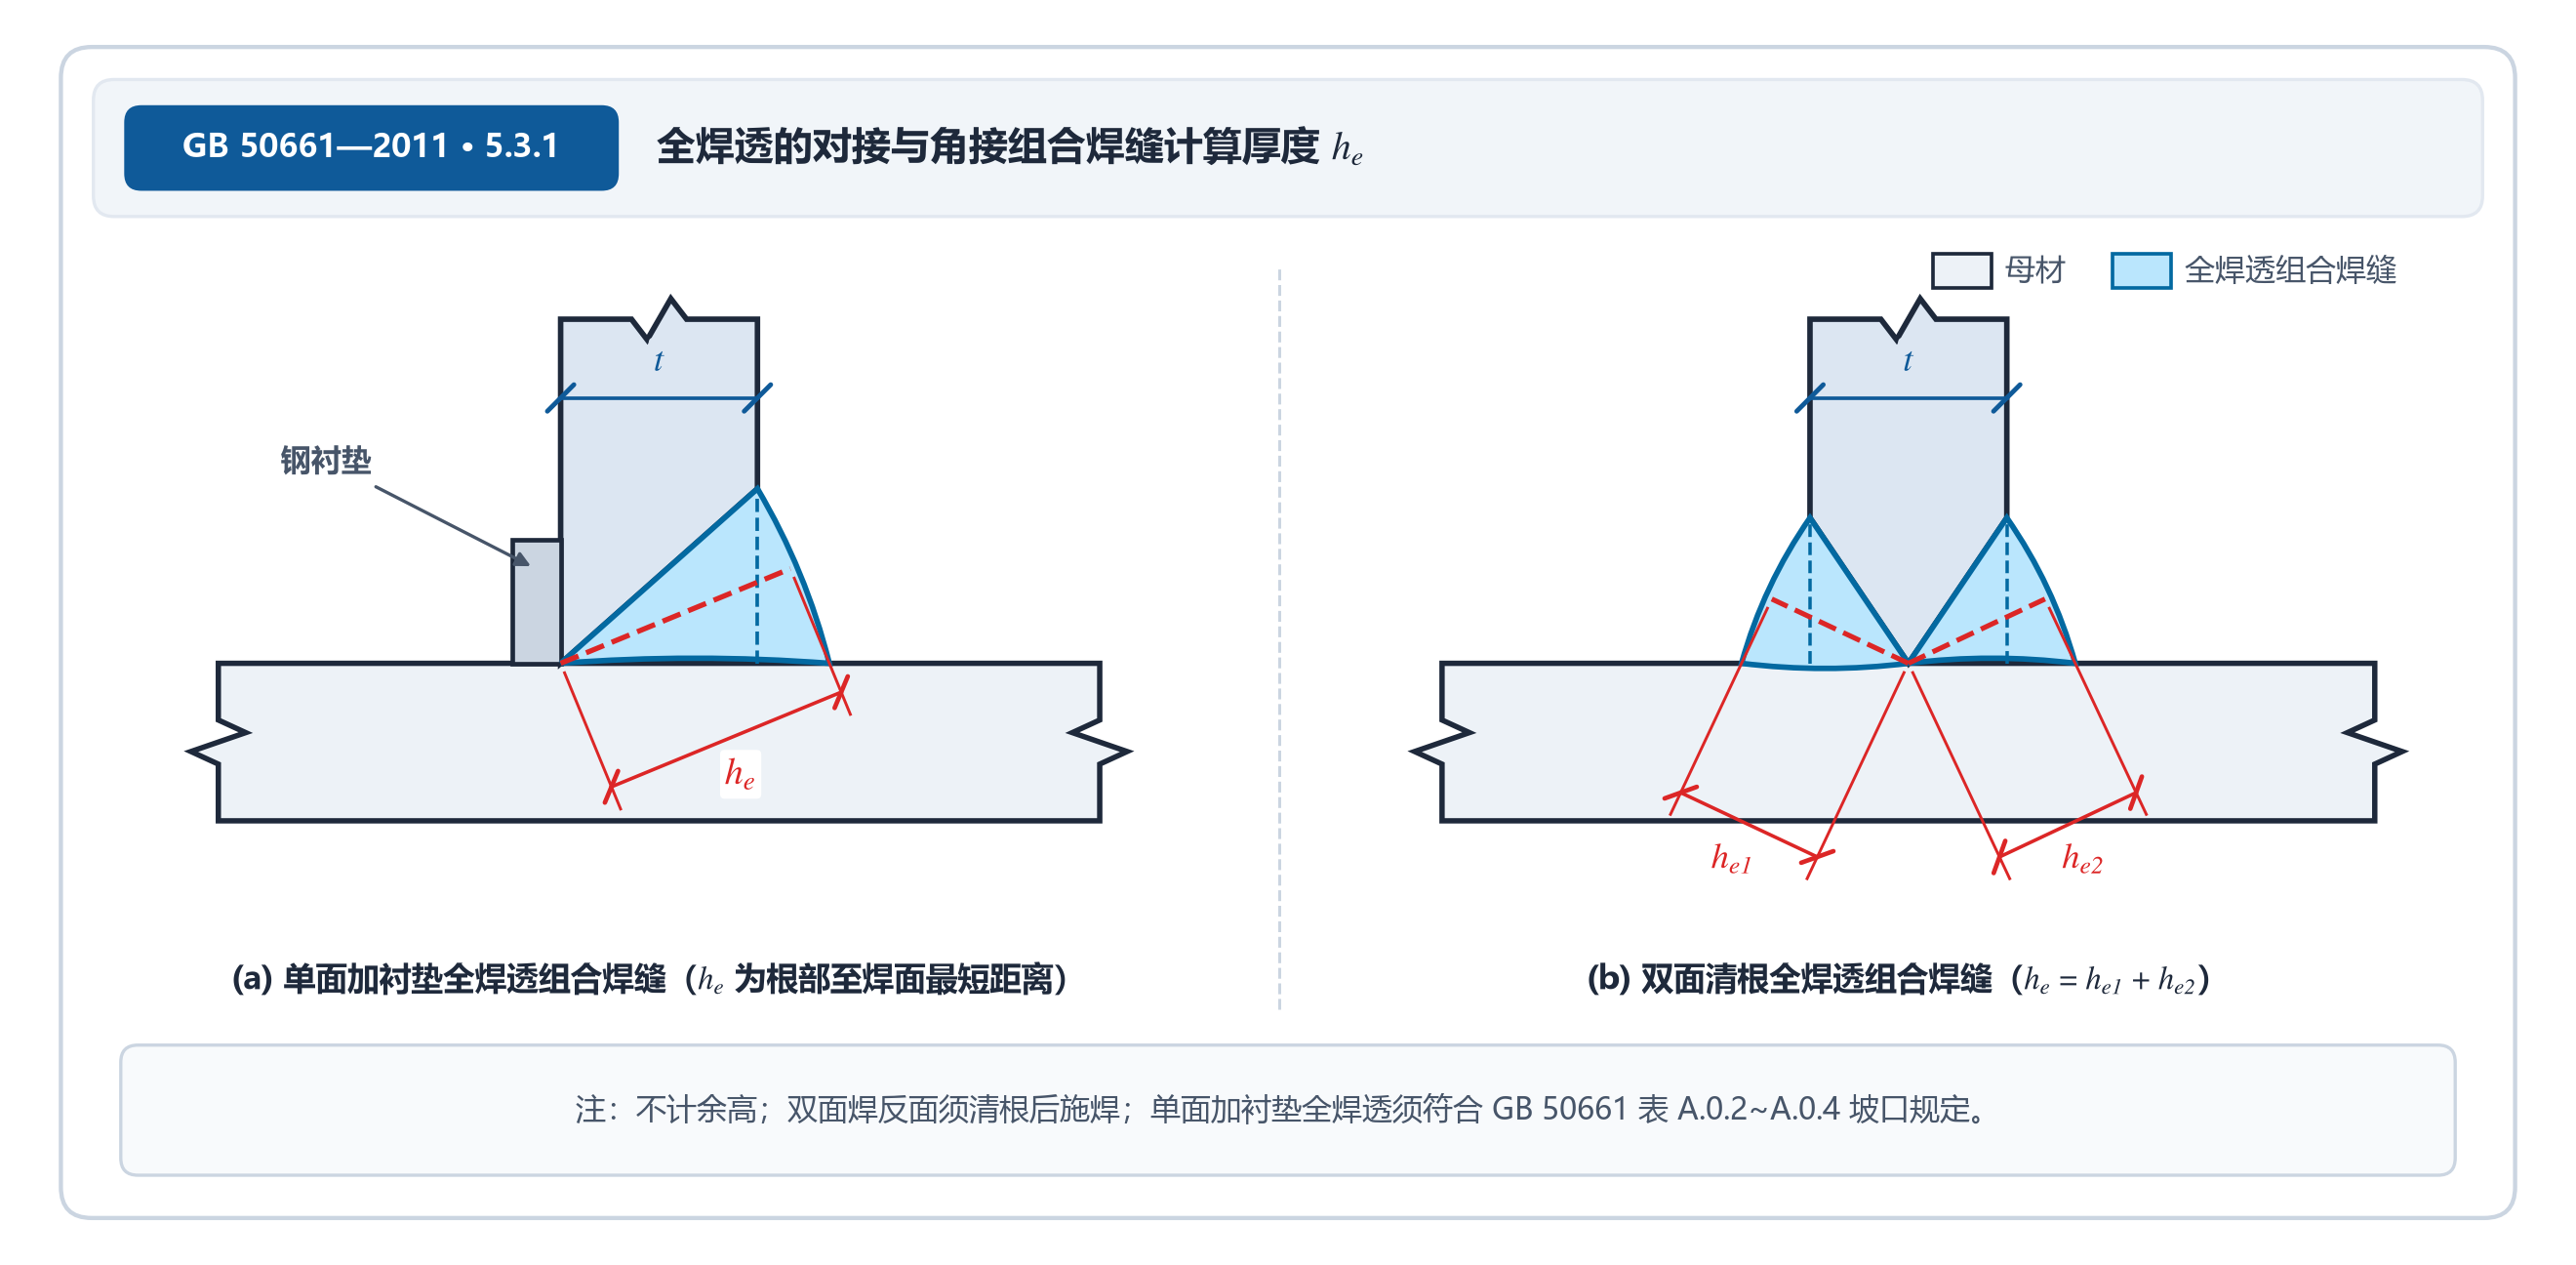 GB 50661—2011 • 5.3.1 全焊透的对接与角接组合焊缝计算厚度 he
母材 全焊透组合焊缝
t
钢衬垫
he
t
he1
he2
(a) 单面加衬垫全焊透组合焊缝（he 为根部至焊面最短距离）
(b) 双面清根全焊透组合焊缝（he = he1 + he2）
注：不计余高；双面焊反面须清根后施焊；单面加衬垫全焊透须符合 GB 50661 表 A.0.2~A.0.4 坡口规定。